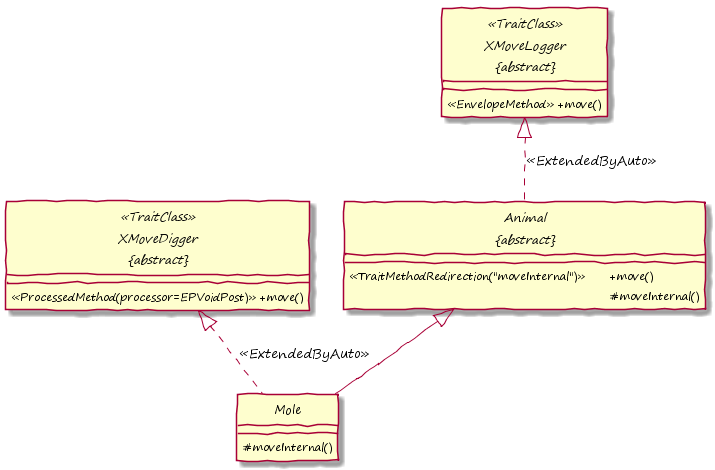 «TraitClass»
XMoveLogger
{abstract}
«EnvelopeMethod» +move()
«ExtendedByAuto»
«TraitClass»
XMoveDigger
{abstract}
«ProcessedMethod(processor=EPVoidPost)» +move()
Animal
{abstract}
«TraitMethodRedirection("moveInternal")» +move()
#moveInternal()
«ExtendedByAuto»
Mole
#moveInternal()